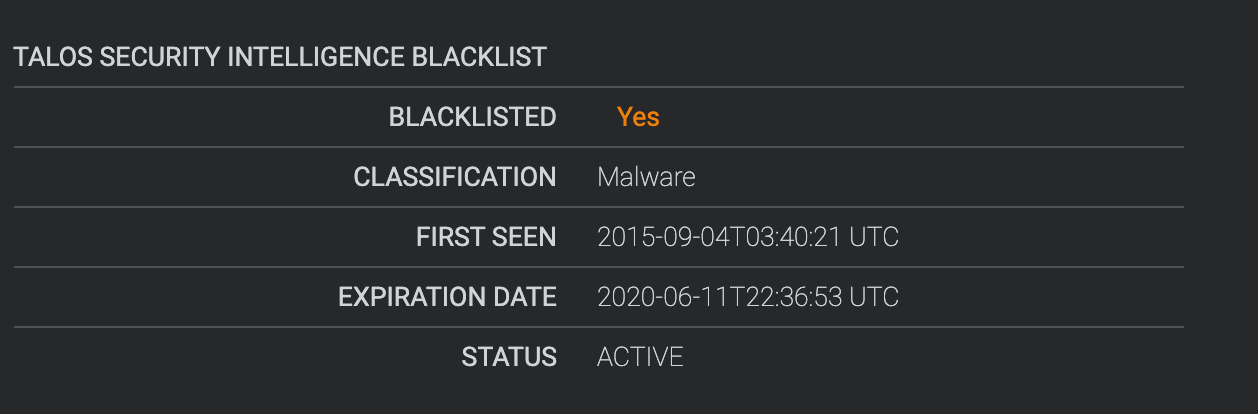 TALOS SECURITY INTELLIGENCE BLACKLIST
BLACKLISTED Yes
CLASSIFICATION Malware
FIRST SEEN 2015-09-04T03:40:21 UTC
EXPIRATION DATE 2020-06-11T22:36:53 UTC
STATUS ACTIVE